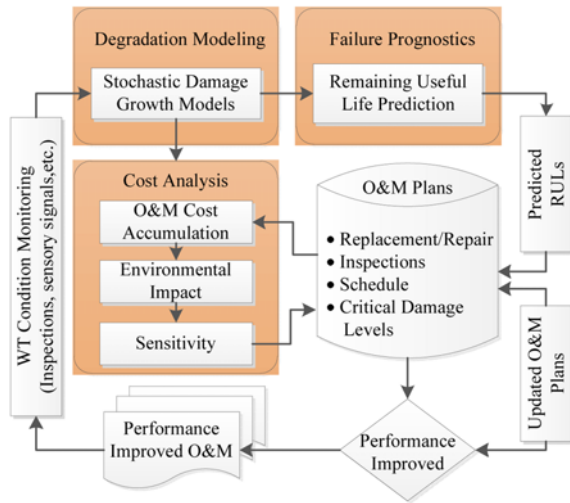 Degradation Modeling
Stochastic Damage
Growth Models
Failure Prognostics
Remaining Useful
Life Prediction
WT Condition Monitoring
(Inspections, sensory signals,etc.)
Cost Analysis
O&M Cost
Accumulation
Environmental
Impact
Sensitivity
O&M Plans
• Replacement/Repair
• Inspections
• Schedule
• Critical Damage
Levels
Predicted
RULs
Updated O&M
Plans
Performance
Improved O&M
Performance
Improved